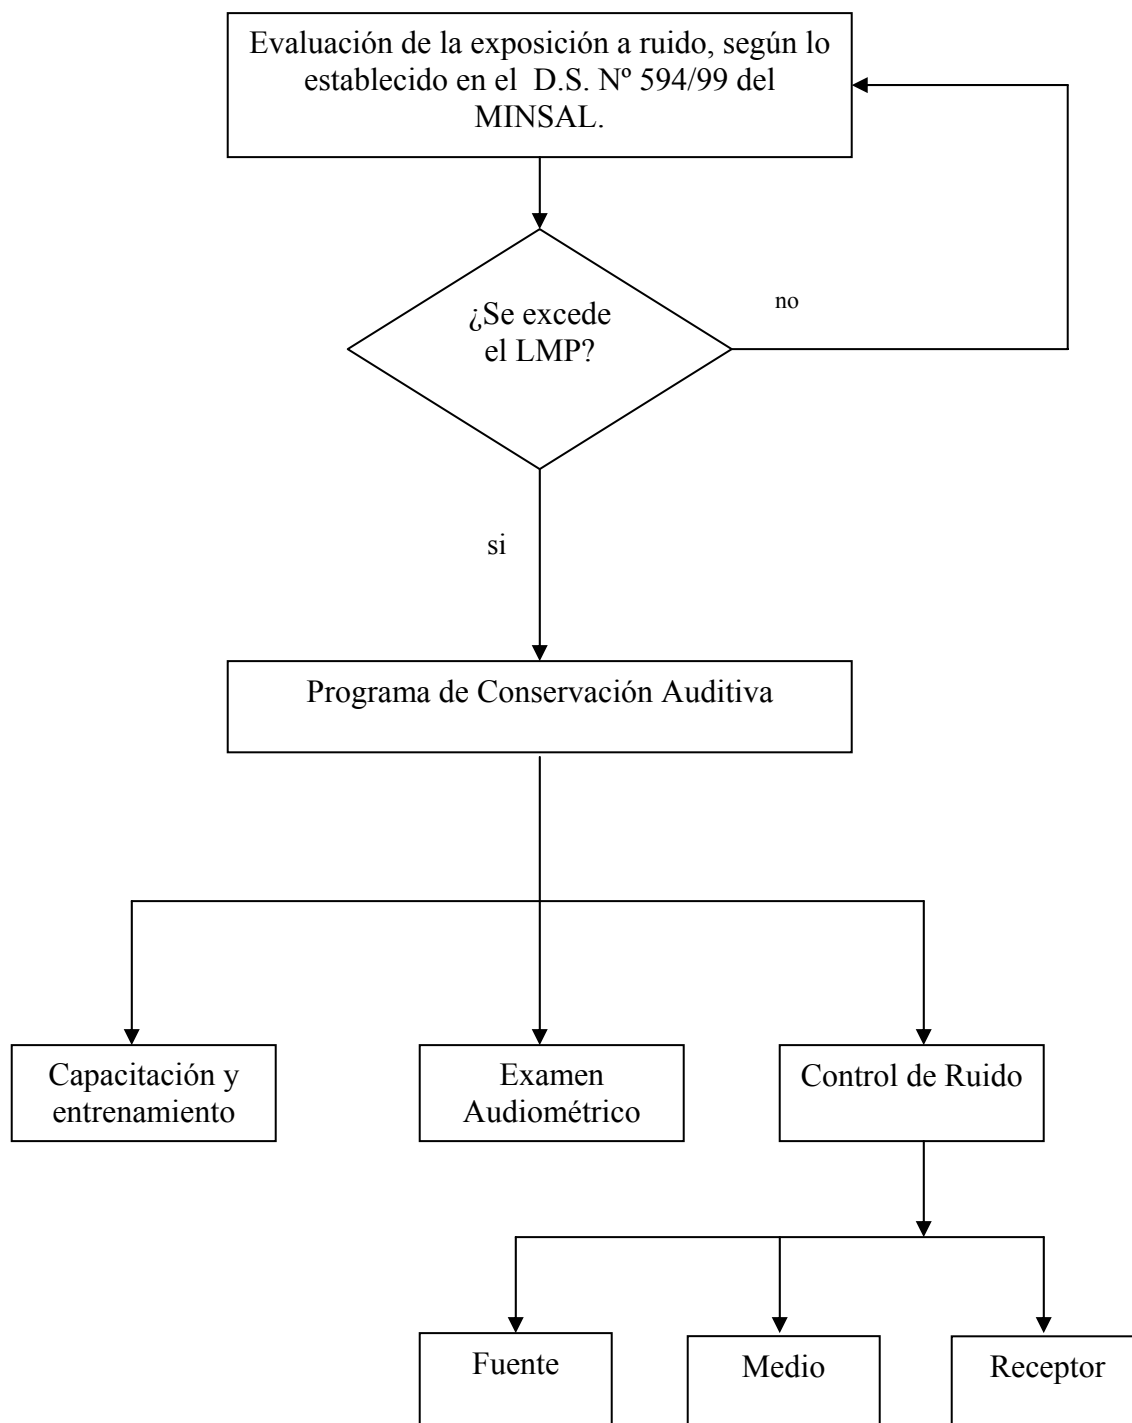 Evaluación de la exposición a ruido, según lo
establecido en el D.S. Nº 594/99 del
MINSAL.
¿Se excede
el LMP?
no
si
Programa de Conservación Auditiva
Capacitación y
entrenamiento
Examen
Audiométrico
Control de Ruido
Fuente
Medio
Receptor